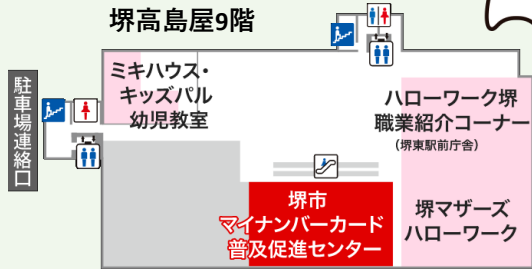 堺高島屋9階
ミキハウス・
キッズパル
幼児教室
駐車場連絡口
ハローワーク堺
職業紹介コーナー
(堺東駅前庁舎)
堺市
マイナンバーカード
普及促進センター
堺マザーズ
ハローワーク